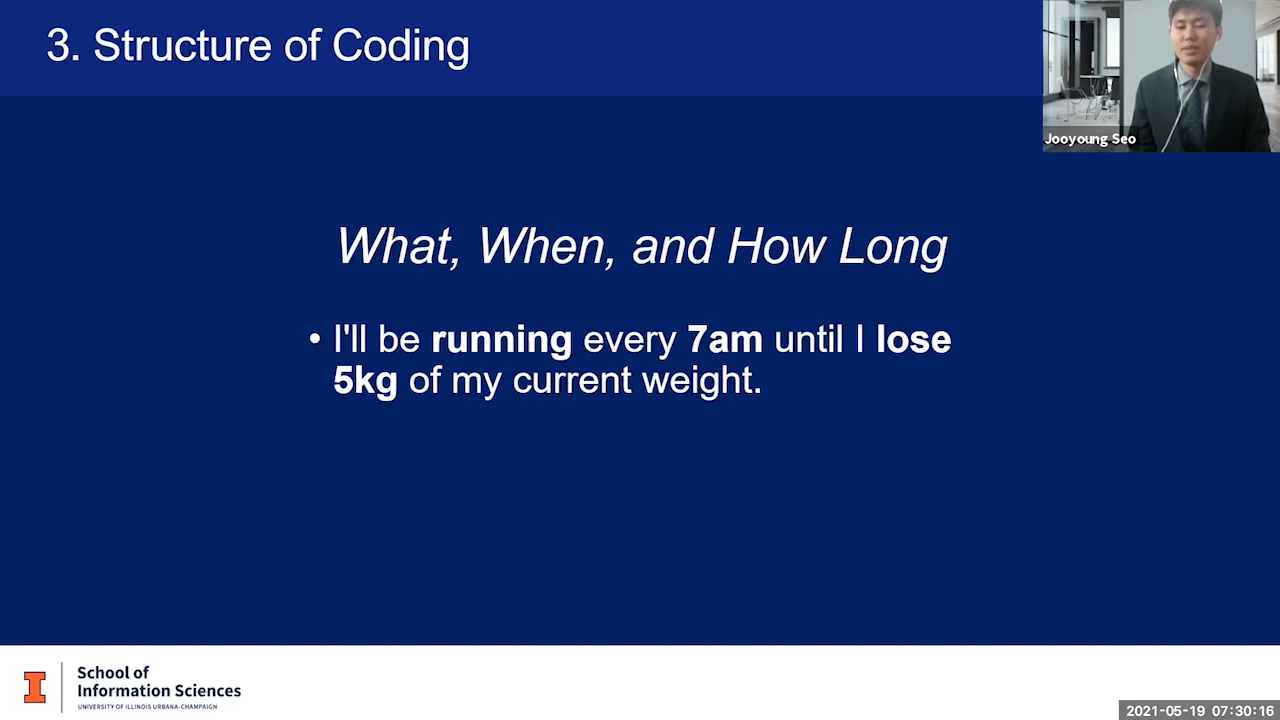 3. Structure of Coding
Jooyoung Seo
What, When, and How Long
• I'll be running every 7am until I lose
5kg of my current weight.
School of
Information Sciences
UNIVERSITY OF ILLINOIS URBANA-CHAMPAIGN
2021-05-19 07:30:16